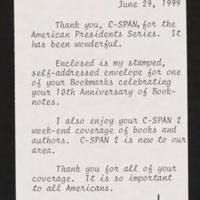 June 29, 1999
Thank you, C-SPAN, for the
American Presidents Series. It
has been wonderful.
Enclosed is my stamped,
self-addressed envelope for one
of your Bookmarks celebrating
your 10th Anniversary of Book-
notes.
I also enjoy your C-SPAN 2
week-end coverage of books and
authors. C-SPAN 2 is new to our
area.
Thank you for all of your
coverage. It is so important
to all Americans.